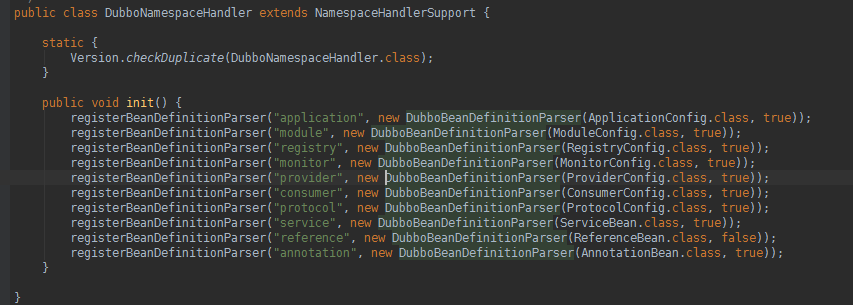 public class DubboNamespaceHandler extends NamespaceHandlerSupport {
static {
Version.checkDuplicate(DubboNamespaceHandler.class);
}
public void init() {
registerBeanDefinitionParser("application", new DubboBeanDefinitionParser(ApplicationConfig.class, true));
registerBeanDefinitionParser("module", new DubboBeanDefinitionParser(ModuleConfig.class, true));
registerBeanDefinitionParser("registry", new DubboBeanDefinitionParser(RegistryConfig.class, true));
registerBeanDefinitionParser("monitor", new DubboBeanDefinitionParser(MonitorConfig.class, true));
registerBeanDefinitionParser("provider", new DubboBeanDefinitionParser(ProviderConfig.class, true));
registerBeanDefinitionParser("consumer", new DubboBeanDefinitionParser(ConsumerConfig.class, true));
registerBeanDefinitionParser("protocol", new DubboBeanDefinitionParser(ProtocolConfig.class, true));
registerBeanDefinitionParser("service", new DubboBeanDefinitionParser(ServiceBean.class, true));
registerBeanDefinitionParser("reference", new DubboBeanDefinitionParser(ReferenceBean.class, false));
registerBeanDefinitionParser("annotation", new DubboBeanDefinitionParser(AnnotationBean.class, true));
}
}